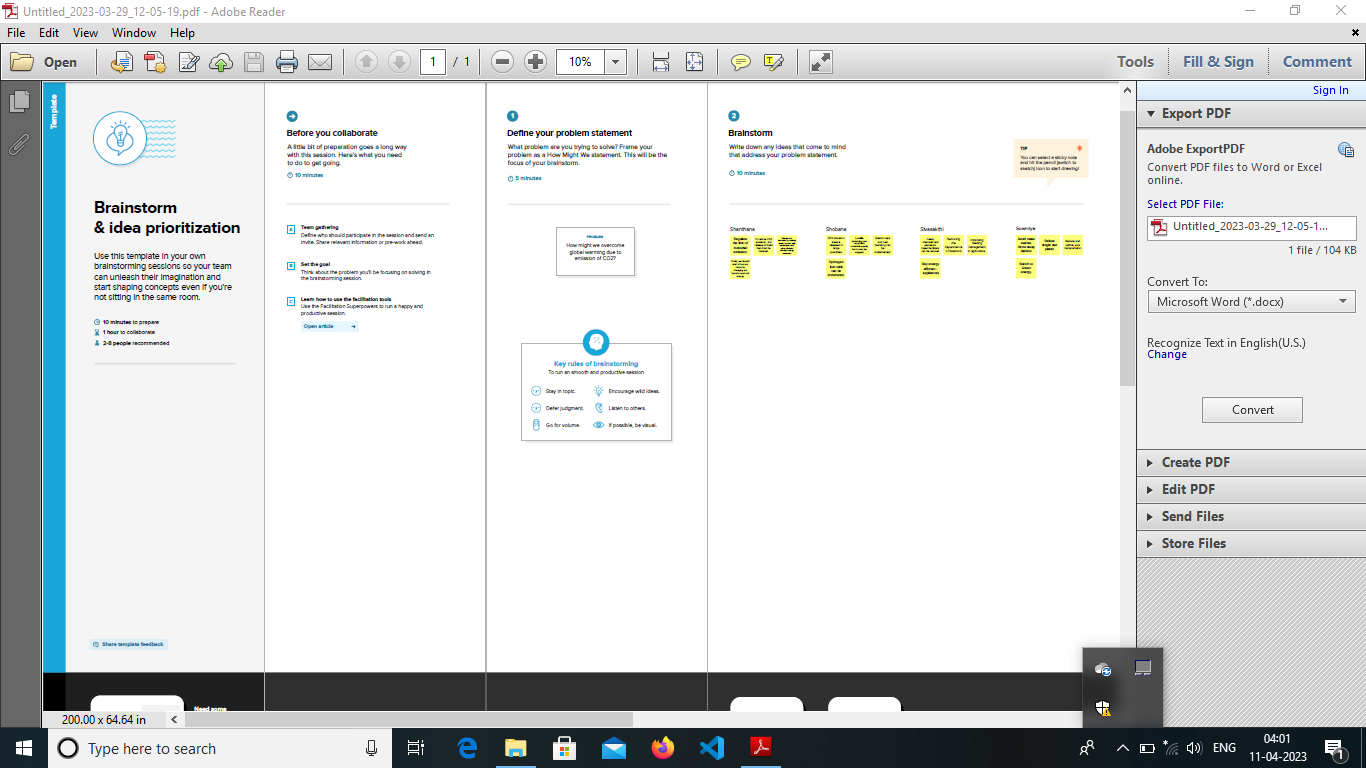 Untitled_2023-03-29_12-05-19.pdf - Adobe Reader
File Edit View Window Help
Open
1 / 1
10%
Tools
Fill & Sign
Comment
Template
Brainstorm
& idea prioritization
Use this template in your own
brainstorming sessions so your team
can unleash their imagination and
start shaping concepts even if you're
not sitting in the same room.
10 minutes to prepare
1 hour to collaborate
2-8 people recommended
Share template feedback
Before you collaborate
A little bit of preparation goes a long way
with this session. Here's what you need
to do to get going.
10 minutes
A
Team gathering
Define who should participate in the session and send an
invite. Share relevant information or pre-work ahead.
B
Set the goal
Think about the problem you'll be focusing on solving in
the brainstorming session.
C
Learn how to use the facilitation tools
Use the Facilitation Superpowers to run a happy and
productive session.
Open article
1
Define your problem statement
What problem are you trying to solve? Frame your
problem as a How Might We statement. This will be the
focus of your brainstorm.
5 minutes
PROBLEM
How might we overcome
global warming due to
emission of CO2?
Key rules of brainstorming
To run an smooth and productive session
Stay in topic.
Encourage wild ideas.
Defer judgment.
Listen to others.
Go for volume.
If possible, be visual.
2
Brainstorm
Write down any ideas that come to mind
that address your problem statement.
10 minutes
TIP
You can select a sticky note
and hit the pencil [switch to
sketch] icon to start drawing!
Shanthana
Shobana
Sivasakthi
Sowmiya
Need some
200.00 x 64.64 in
Sign In
Export PDF
Adobe ExportPDF
Convert PDF files to Word or Excel
online.
Select PDF File:
Untitled_2023-03-29_12-05-1...
1 file / 104 KB
Convert To:
Microsoft Word (*.docx)
Recognize Text in English(U.S.)
Change
Convert
Create PDF
Edit PDF
Send Files
Store Files
Type here to search
ENG
04:01
11-04-2023
1